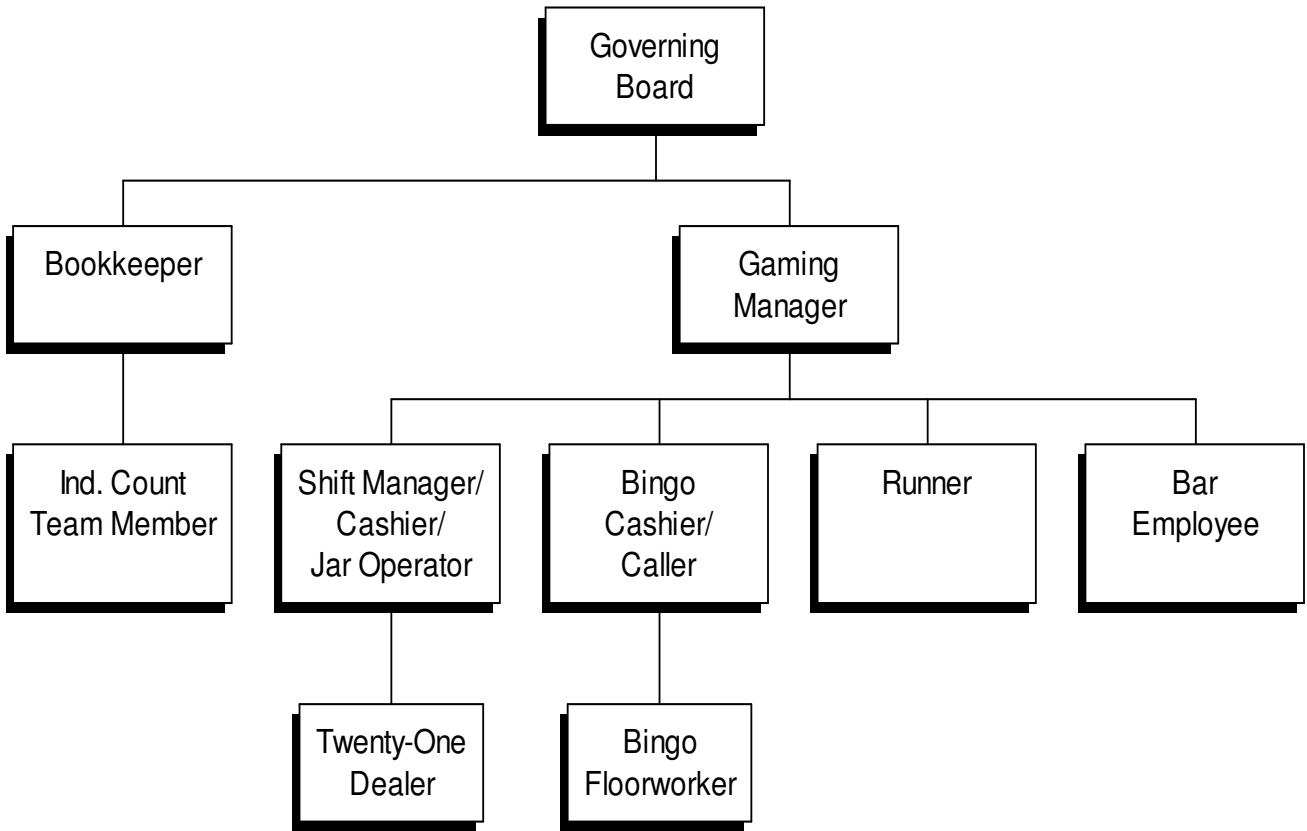 Governing
Board
Bookkeeper
Gaming
Manager
Ind. Count
Team Member
Shift Manager/
Cashier/
Jar Operator
Bingo
Cashier/
Caller
Runner
Bar
Employee
Twenty-One
Dealer
Bingo
Floorworker